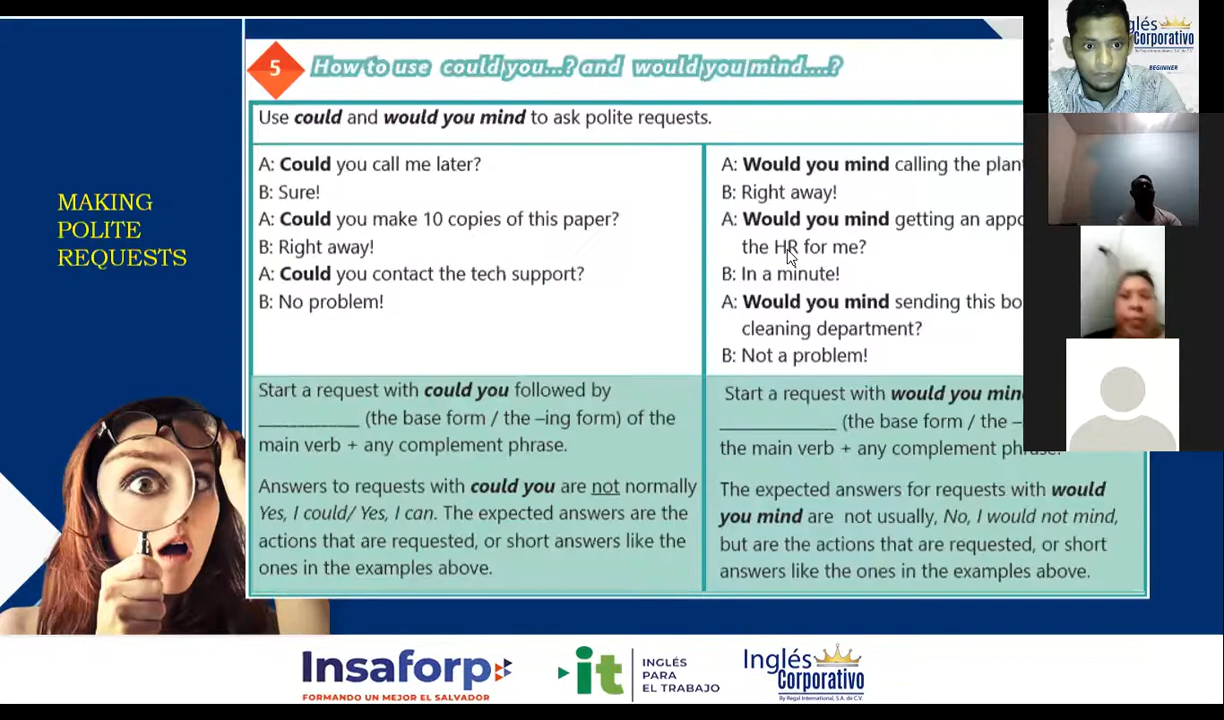 MAKING
POLITE
REQUESTS
5
How to use could you...? and would you mind....?
Use could and would you mind to ask polite requests.
A: Could you call me later?
B: Sure!
A: Could you make 10 copies of this paper?
B: Right away!
A: Could you contact the tech support?
B: No problem!
A: Would you mind calling the plan
B: Right away!
A: Would you mind getting an appo
the HR for me?
B: In a minute!
A: Would you mind sending this bo
cleaning department?
B: Not a problem!
Start a request with could you followed by
___________ (the base form / the –ing form) of the
main verb + any complement phrase.
Answers to requests with could you are not normally
Yes, I could/ Yes, I can. The expected answers are the
actions that are requested, or short answers like the
ones in the examples above.
Start a request with would you min
_____________ (the base form / the –
the main verb + any complement phrase.
The expected answers for requests with would
you mind are not usually, No, I would not mind,
but are the actions that are requested, or short
answers like the ones in the examples above.
glés
Corporativo
By Regal International, S.A. de C.V.
BEGINNER
Insaforp
FORMANDO UN MEJOR EL SALVADOR
it
INGLÉS
PARA
EL TRABAJO
Inglés
Corporativo
By Regal International, S.A. de C.V.